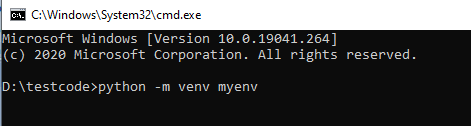 C:\Windows\System32\cmd.exe
Microsoft Windows [Version 10.0.19041.264]
(c) 2020 Microsoft Corporation. All rights reserved.
D:\testcode>python -m venv myenv